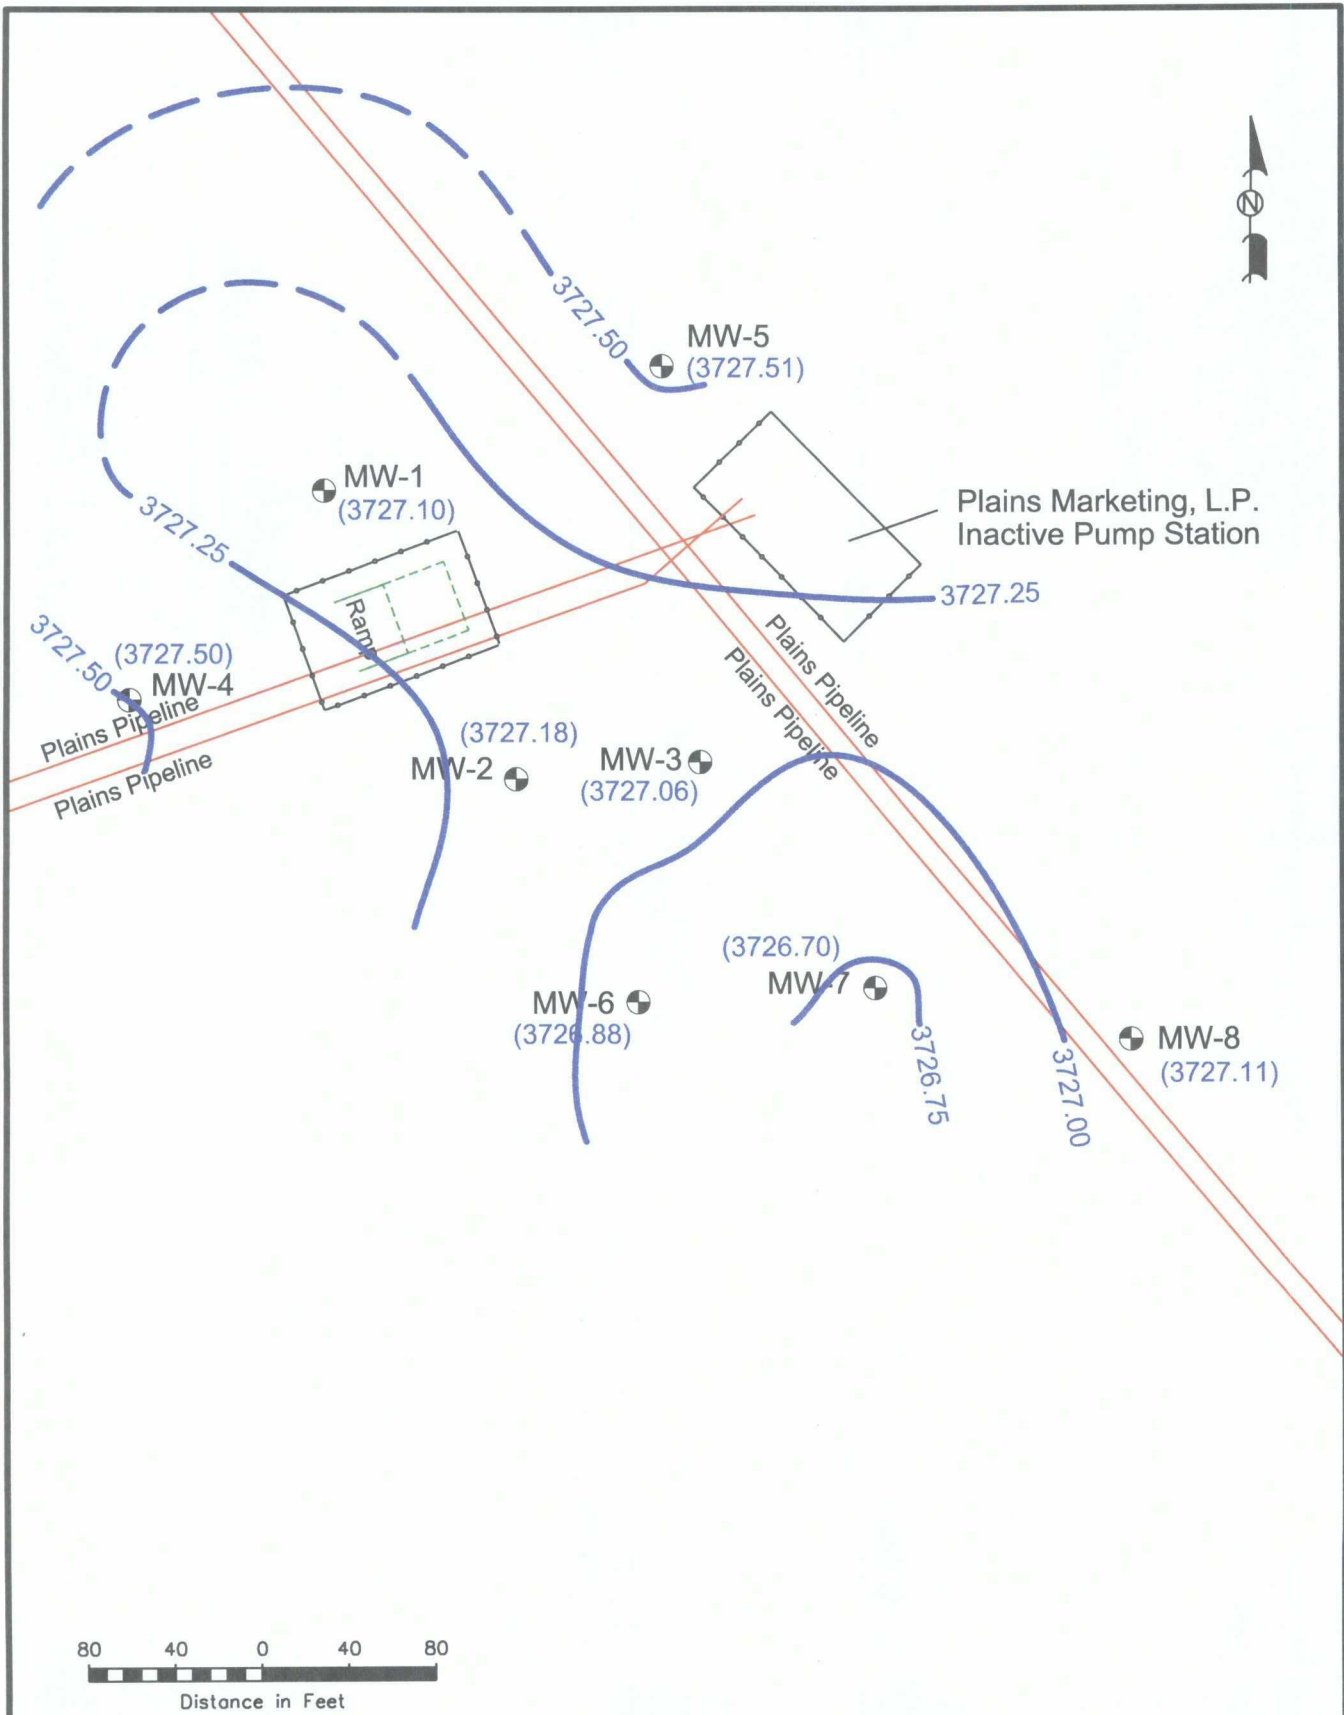 N
3727.50
MW-5
(3727.51)
MW-1
(3727.10)
3727.25
Plains Marketing, L.P.
Inactive Pump Station
3727.25
Ramp
3727.50
(3727.50)
MW-4
Plains Pipeline
Plains Pipeline
Plains Pipeline
Plains Pipeline
(3727.18)
MW-2
MW-3
(3727.06)
(3726.70)
MW-7
MW-6
(3726.88)
3726.75
3727.00
MW-8
(3727.11)
80 40 0 40 80
Distance in Feet